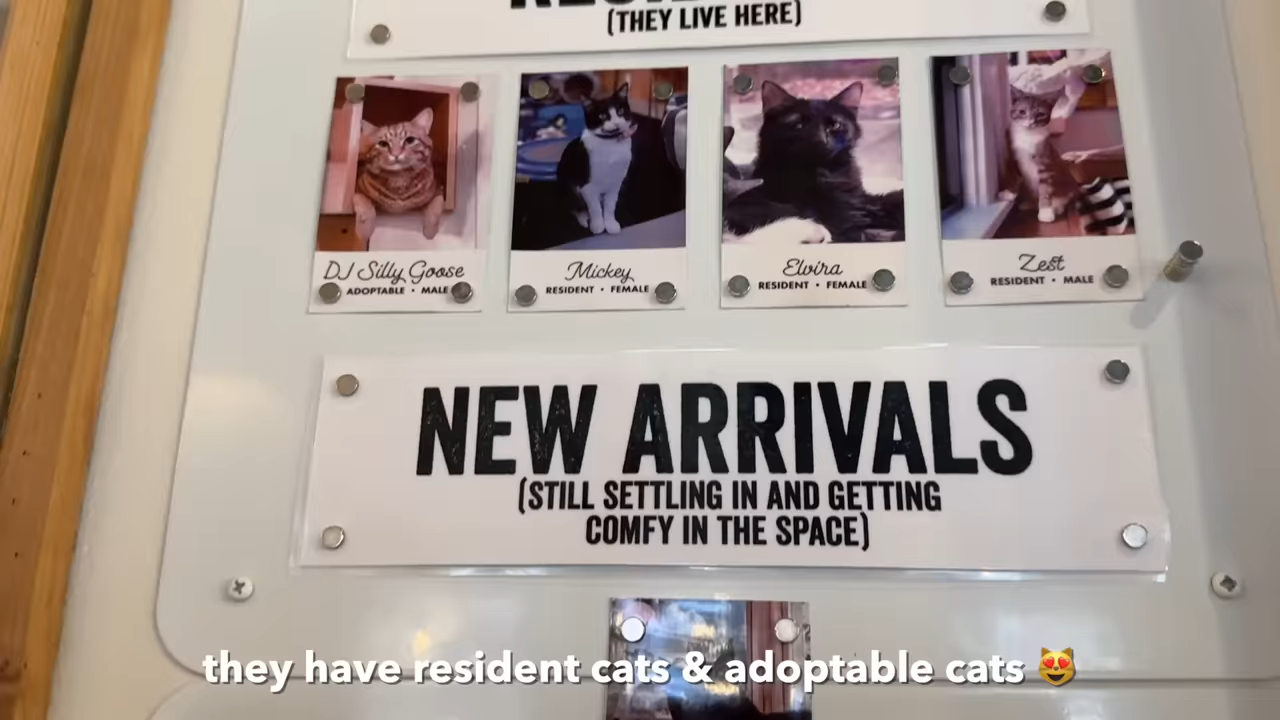 (THEY LIVE HERE)
DJ Silly Goose
ADOPTABLE • MALE
Mickey
RESIDENT • FEMALE
Elvira
RESIDENT • FEMALE
Zest
RESIDENT • MALE
NEW ARRIVALS
(STILL SETTLING IN AND GETTING
COMFY IN THE SPACE)
they have resident cats & adoptable cats 😻